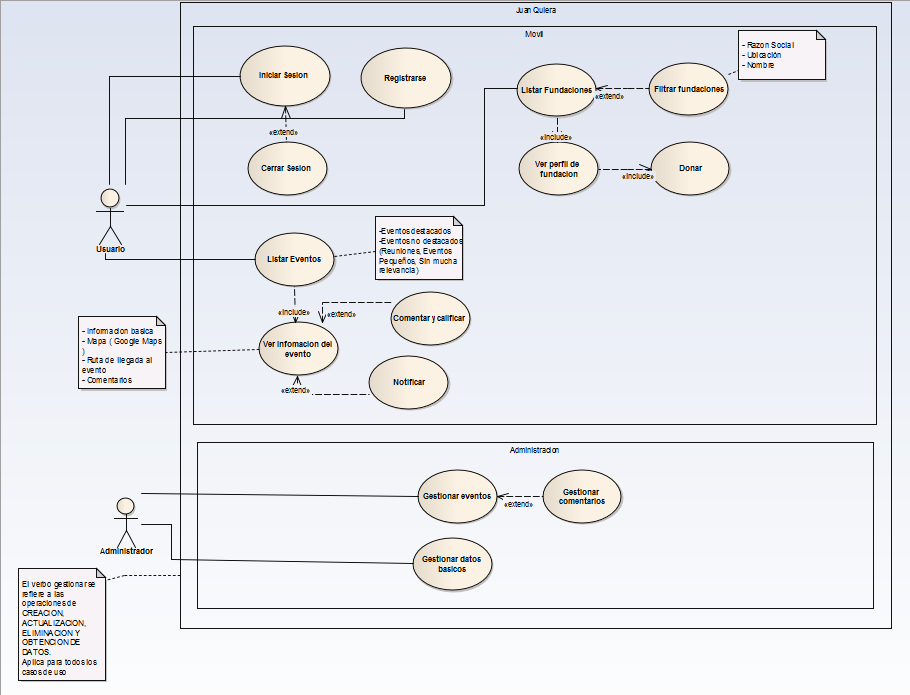 Juan Quiera
Movil
- Razon Social
- Ubicación
- Nombre
Iniciar Sesion
Registrarse
Listar Fundaciones
«extend»
Filtrar fundaciones
«extend»
«include»
Cerrar Sesion
Ver perfil de
fundacion
«include»
Donar
Usuario
-Eventos destacados
-Eventos no destacados
(Reuniones, Eventos
Pequeños, Sin mucha
relevancia)
Listar Eventos
«include»
«extend»
Comentar y calificar
- Informacion basica
- Mapa ( Google Maps
)
- Ruta de llegada al
evento
- Comentarios
Ver infomacion del
evento
«extend»
Notificar
Administracion
Gestionar eventos
«extend»
Gestionar
comentarios
Administrador
Gestionar datos
basicos
El verbo gestionar se
refiere a las
operaciones de
CREACION,
ACTUALIZACION,
ELIMINACION Y
OBTENCION DE
DATOS.
Aplica para todos los
casos de uso